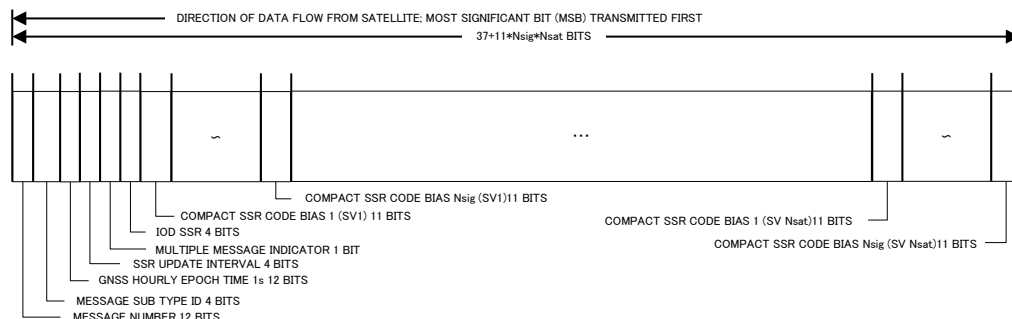 DIRECTION OF DATA FLOW FROM SATELLITE; MOST SIGNIFICANT BIT (MSB) TRANSMITTED FIRST
37+11*Nsig*Nsat BITS
∽
…
∽
COMPACT SSR CODE BIAS Nsig (SV1)11 BITS
COMPACT SSR CODE BIAS 1 (SV1) 11 BITS
COMPACT SSR CODE BIAS 1 (SV Nsat)11 BITS
IOD SSR 4 BITS
COMPACT SSR CODE BIAS Nsig (SV Nsat)11 BITS
MULTIPLE MESSAGE INDICATOR 1 BIT
SSR UPDATE INTERVAL 4 BITS
GNSS HOURLY EPOCH TIME 1s 12 BITS
MESSAGE SUB TYPE ID 4 BITS
MESSAGE NUMBER 12 BITS